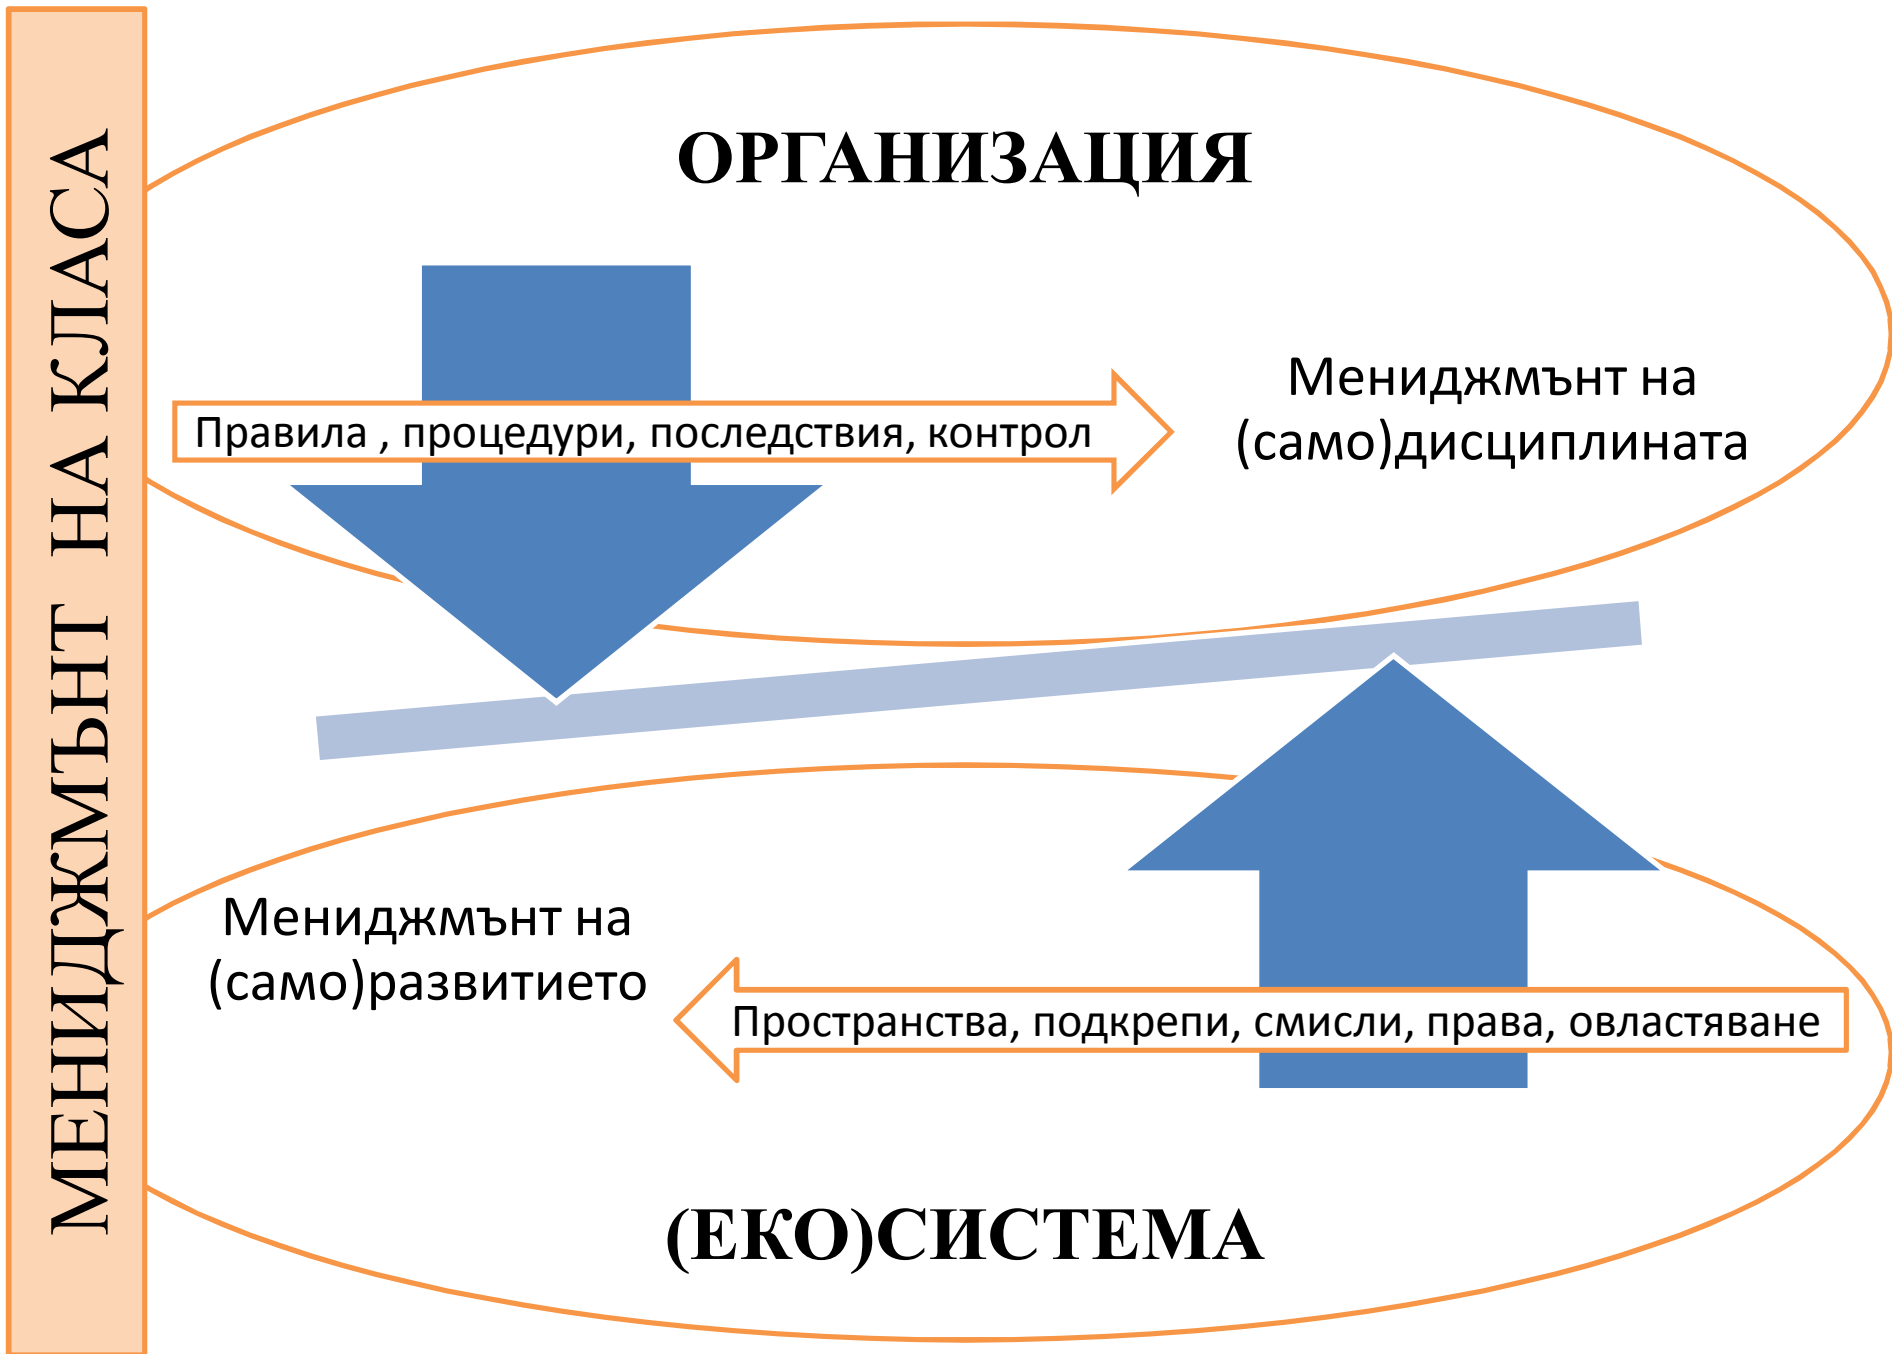 МЕНИДЖМЪНТ НА КЛАСА
ОРГАНИЗАЦИЯ
Правила , процедури, последствия, контрол
Мениджмънт на
(само)дисциплината
Мениджмънт на
(само)развитието
Пространства, подкрепи, смисли, права, овластяване
(ЕКО)СИСТЕМА